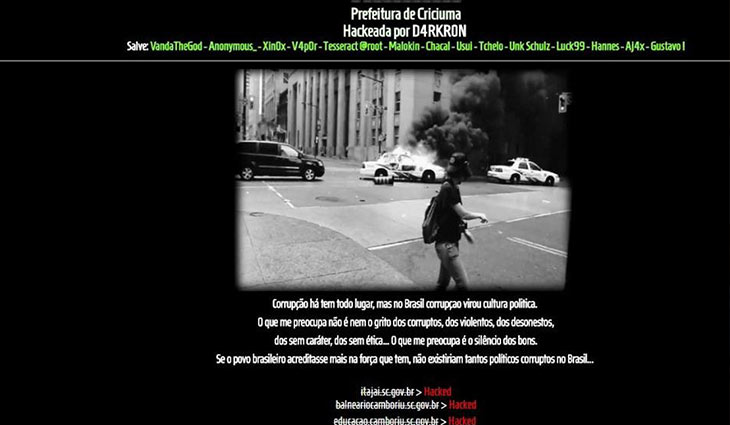 Prefeitura de Criciuma
Hackeada por D4RKR0N
Salve: VandaTheGod - Anonymous_ - Xin0x - V4p0r - Tesseract @root - Malokin - Chacal - Usui - Tchelo - Unk Schulz - Luck99 - Hannes - Aj4x - Gustavo I
Corrupção há tem todo lugar, mas no Brasil corrupçao virou cultura política.
O que me preocupa não é nem o grito dos corruptos, dos violentos, dos desonestos,
dos sem caráter, dos sem ética... O que me preocupa é o silêncio dos bons.
Se o povo brasileiro acreditasse mais na força que tem, não existiriam tantos políticos corruptos no Brasil...
itajai.sc.gov.br > Hacked
balneariocamboriu.sc.gov.br > Hacked
educacao.camboriu.sc.gov.br > Hacked